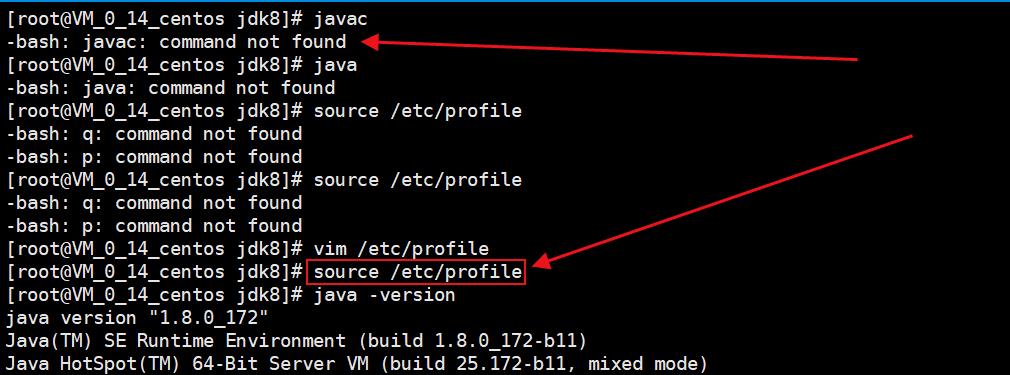 [root@VM_0_14_centos jdk8]# javac
-bash: javac: command not found
[root@VM_0_14_centos jdk8]# java
-bash: java: command not found
[root@VM_0_14_centos jdk8]# source /etc/profile
-bash: q: command not found
-bash: p: command not found
[root@VM_0_14_centos jdk8]# source /etc/profile
-bash: q: command not found
-bash: p: command not found
[root@VM_0_14_centos jdk8]# vim /etc/profile
[root@VM_0_14_centos jdk8]# source /etc/profile
[root@VM_0_14_centos jdk8]# java -version
java version "1.8.0_172"
Java(TM) SE Runtime Environment (build 1.8.0_172-b11)
Java HotSpot(TM) 64-Bit Server VM (build 25.172-b11, mixed mode)